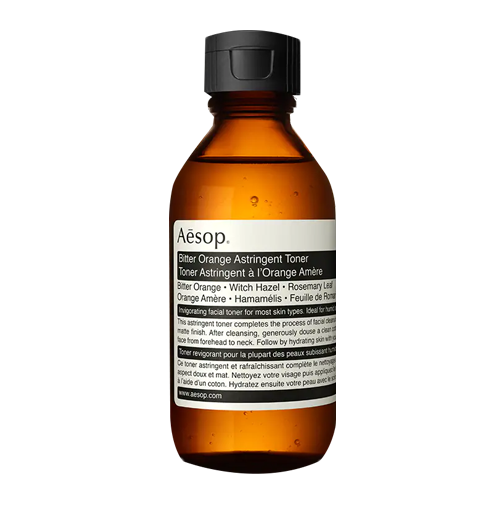 Aēsop®
Bitter Orange Astringent Toner
Toner Astringent à l'Orange Amère
Bitter Orange • Witch Hazel • Rosemary Leaf
Orange Amère • Hamamélis • Feuille de
Invigorating facial toner for most skin types. Ideal for
This astringent toner completes the process of facial
matte finish. After cleansing, generously douse a clean
face from forehead to neck. Follow by hydrating skin with
Toner revigorant pour la plupart des peaux subissant
Ce toner astringent et rafraîchissant complète le nettoyage
aspect doux et mat. Nettoyez votre visage puis appliquez
à l'aide d'un coton. Hydratez ensuite votre peau avec le
www.aesop.com